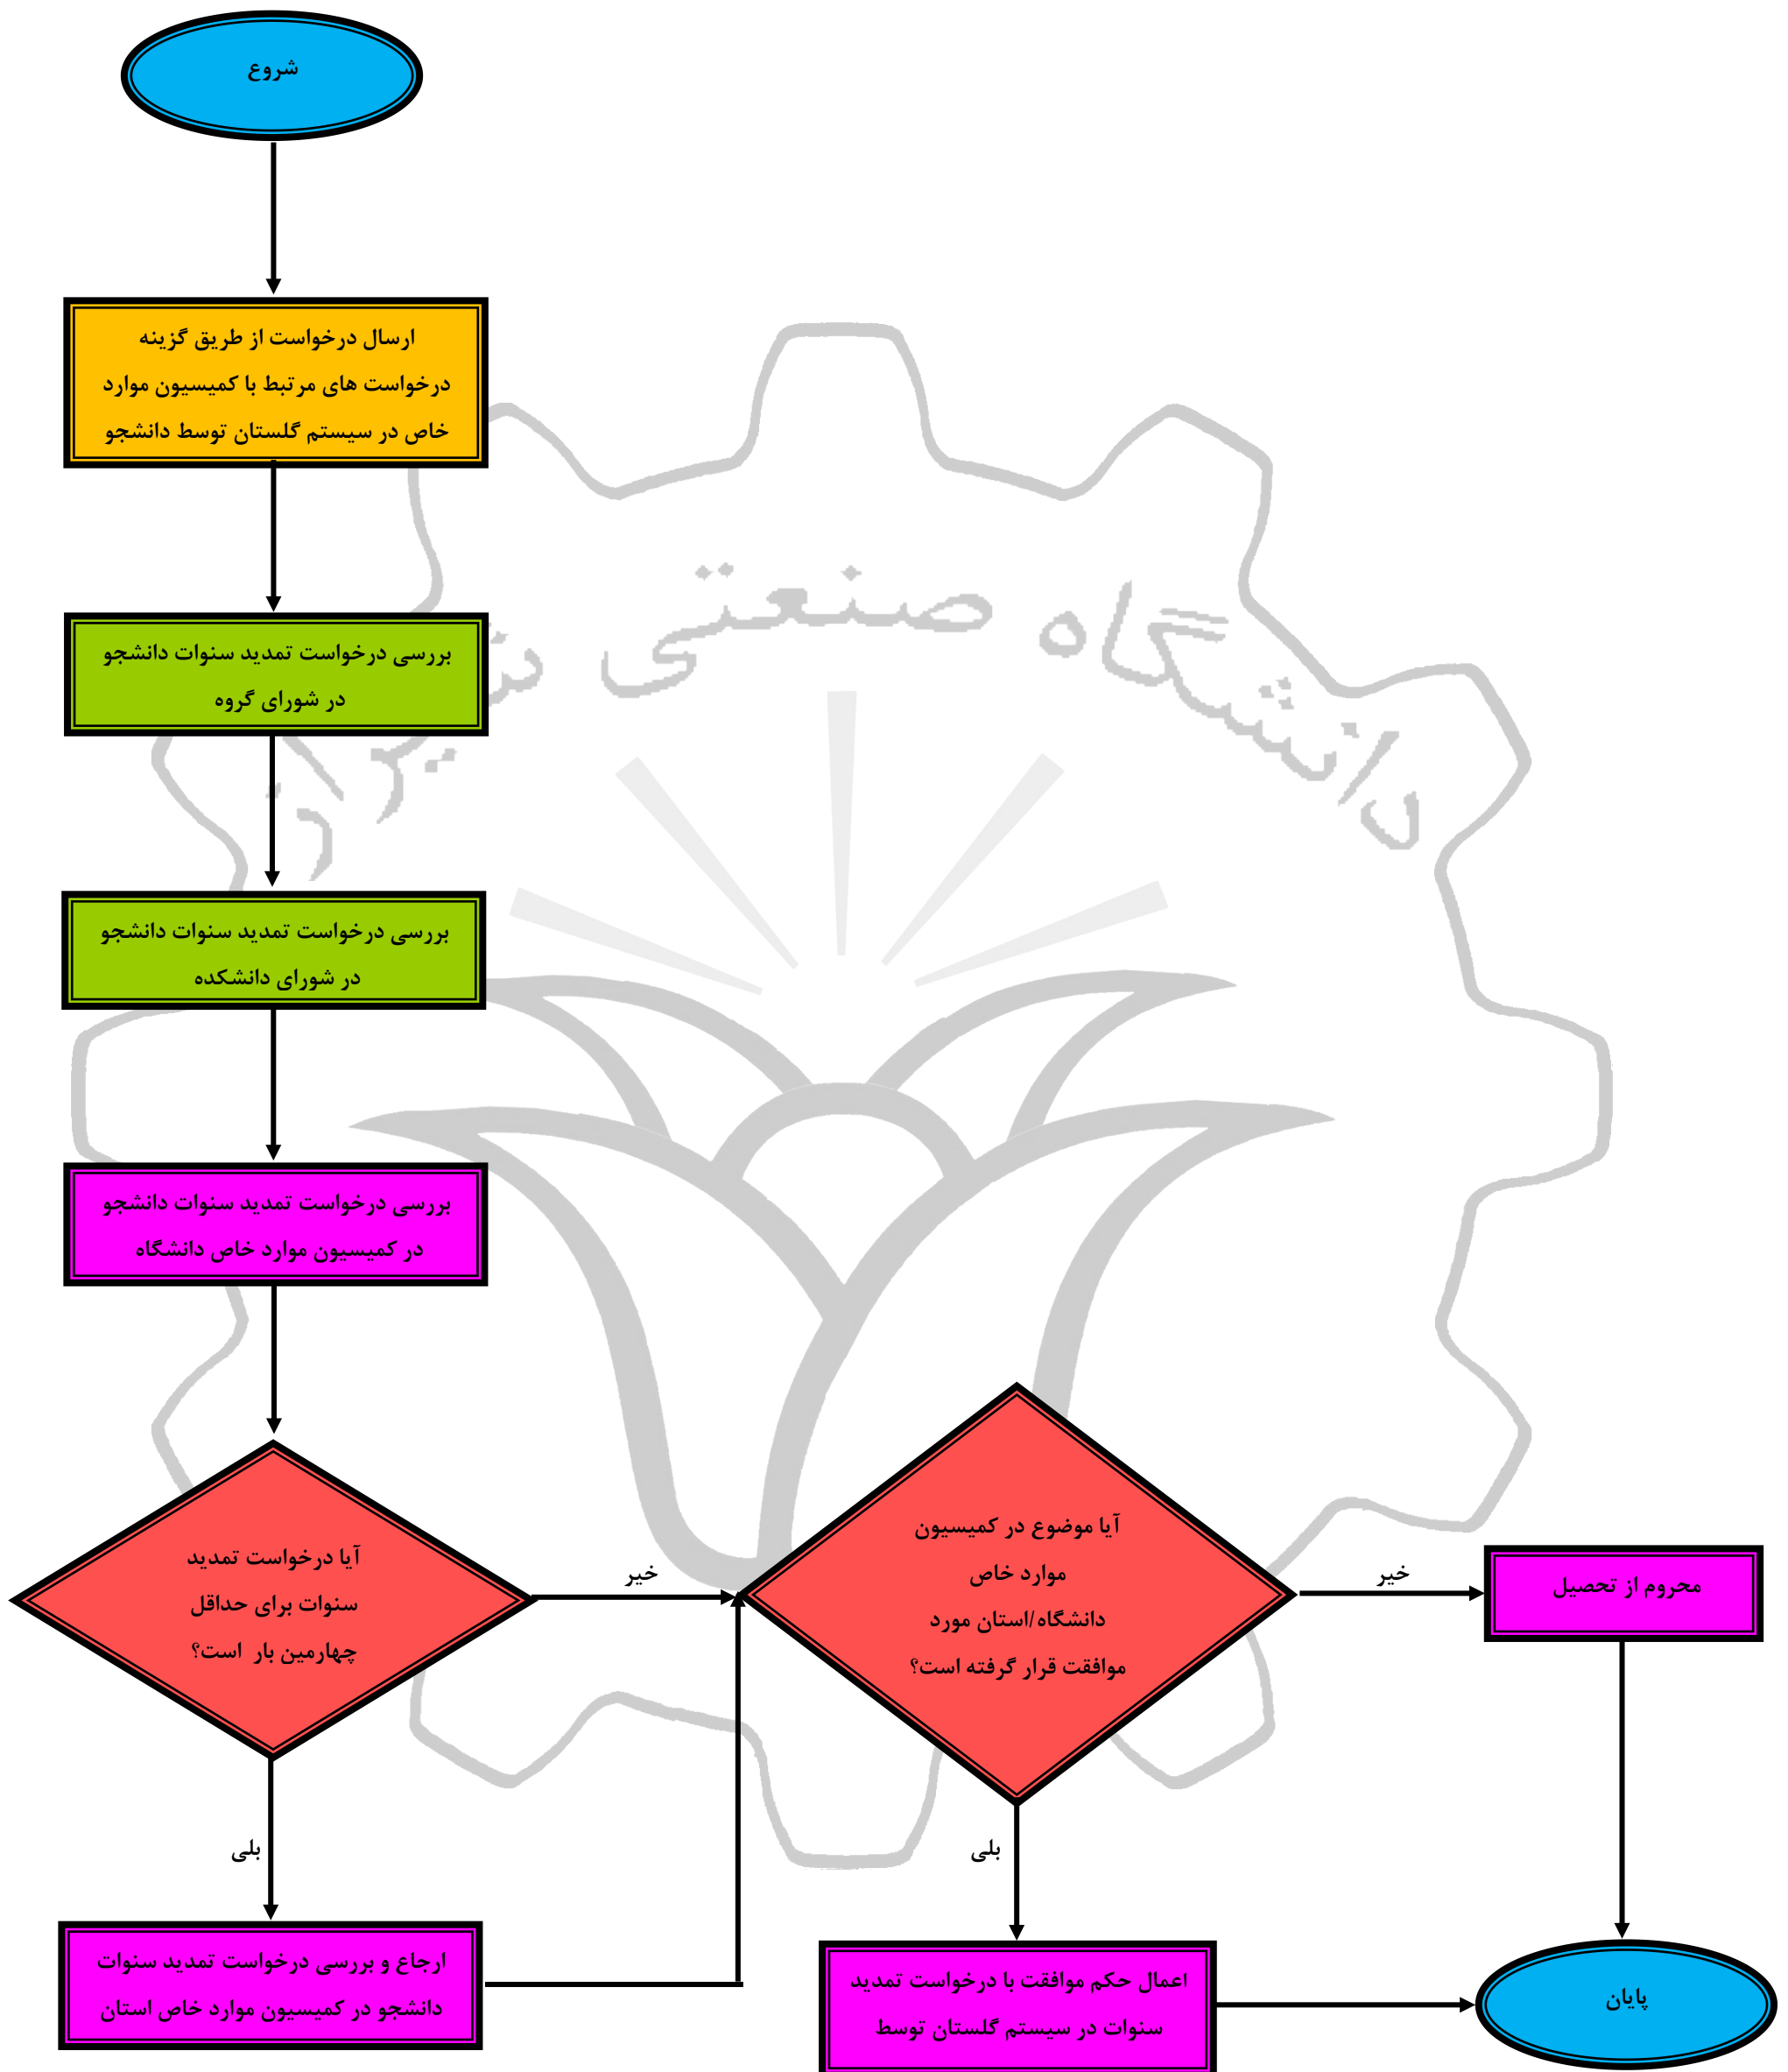 شروع
ارسال درخواست از طریق گزینه
درخواست های مرتبط با کمیسیون موارد
خاص در سیستم گلستان توسط دانشجو
بررسی درخواست تمدید سنوات دانشجو
در شورای گروه
بررسی درخواست تمدید سنوات دانشجو
در شورای دانشکده
بررسی درخواست تمدید سنوات دانشجو
در کمیسیون موارد خاص دانشگاه
آیا درخواست تمدید
سنوات برای حداقل
چهارمین بار است؟
خیر
بلی
ارجاع و بررسی درخواست تمدید سنوات
دانشجو در کمیسیون موارد خاص استان
آیا موضوع در کمیسیون
موارد خاص
دانشگاه/استان مورد
موافقت قرار گرفته است؟
خیر
بلی
محروم از تحصیل
اعمال حکم موافقت با درخواست تمدید
سنوات در سیستم گلستان توسط
پایان
دانشگاه صنعتی